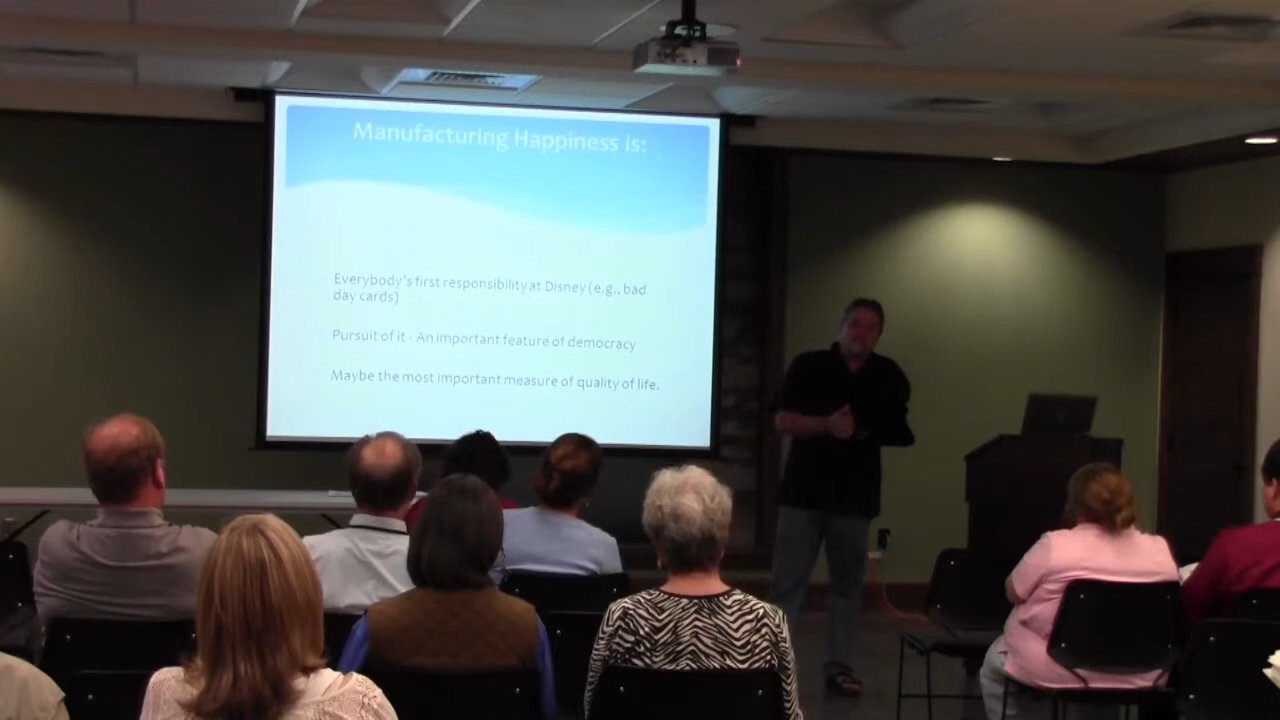 Manufacturing Happiness is:
Everybody's first responsibility at Disney (e.g., bad
day cards)
Pursuit of it - An important feature of democracy
Maybe the most important measure of quality of life.